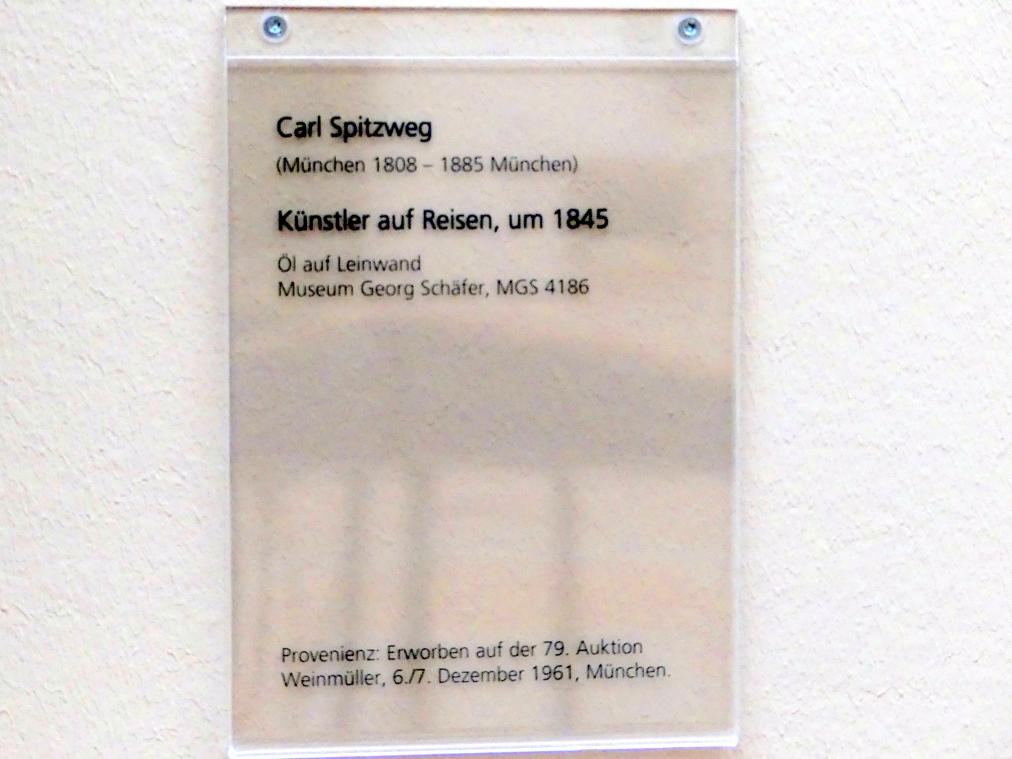 Carl Spitzweg
(München 1808 – 1885 München)
Künstler auf Reisen, um 1845
Öl auf Leinwand
Museum Georg Schäfer, MGS 4186
Provenienz: Erworben auf der 79. Auktion
Weinmüller, 6./7. Dezember 1961, München.